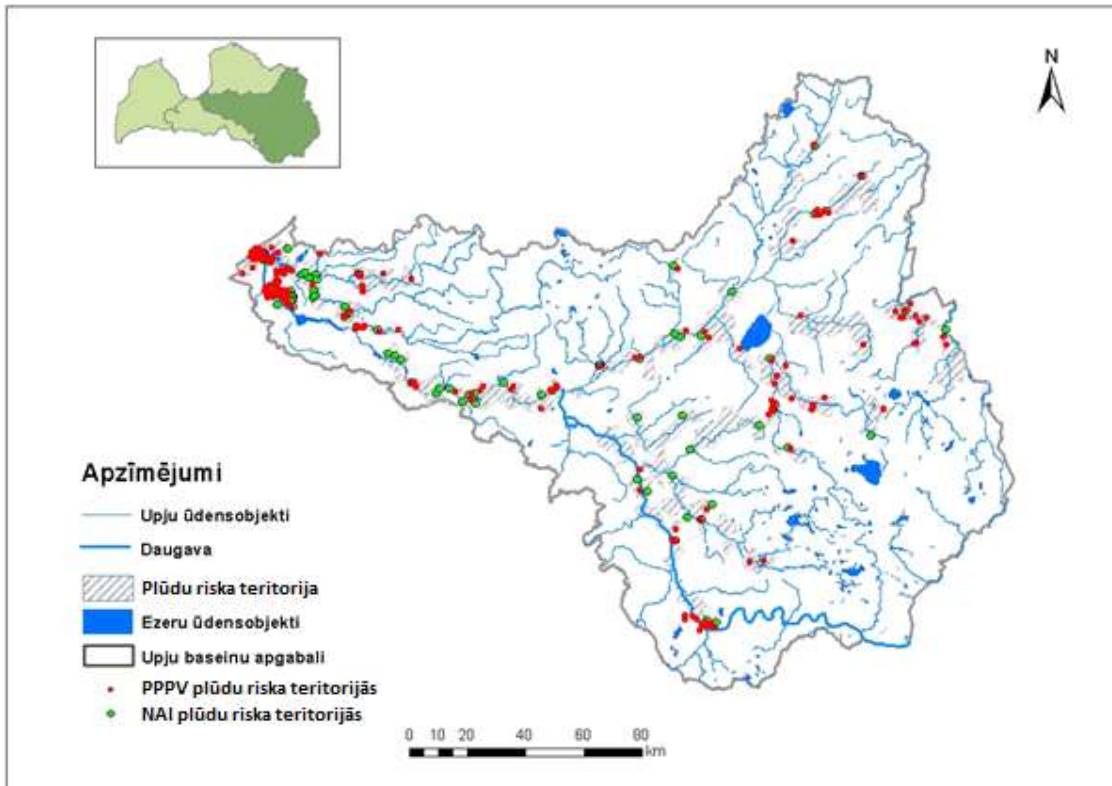 N
Apzīmējumi
Upju ūdensobjekti
Daugava
Plūdu riska teritorija
Ezeru ūdensobjekti
Upju baseinu apgabali
PPPV plūdu riska teritorijās
NAI plūdu riska teritorijās
0 10 20 40 60 80
km